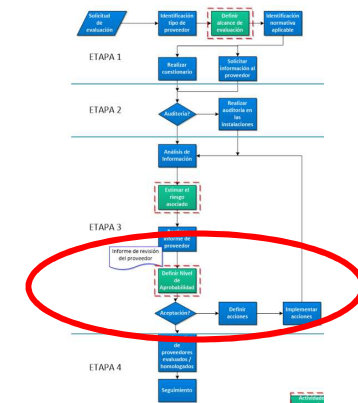 Solicitud
de
evaluación
Identificación
tipo de
proveedor
Definir
alcance de
evaluación
Identificación
normativa
aplicable
ETAPA 1
Realizar
cuestionario
Solicitar
información al
proveedor
ETAPA 2
Auditoría?
Realizar
auditoría en
las
instalaciones
Análisis de
Información
Estimar el
riesgo
asociado
ETAPA 3
informe de
proveedor
Informe de revisión
del proveedor
Definir Nivel
de
Aprobabilidad
Aceptación?
Definir
acciones
Implementar
acciones
de
proveedores
evaluados /
homologados
ETAPA 4
Seguimiento